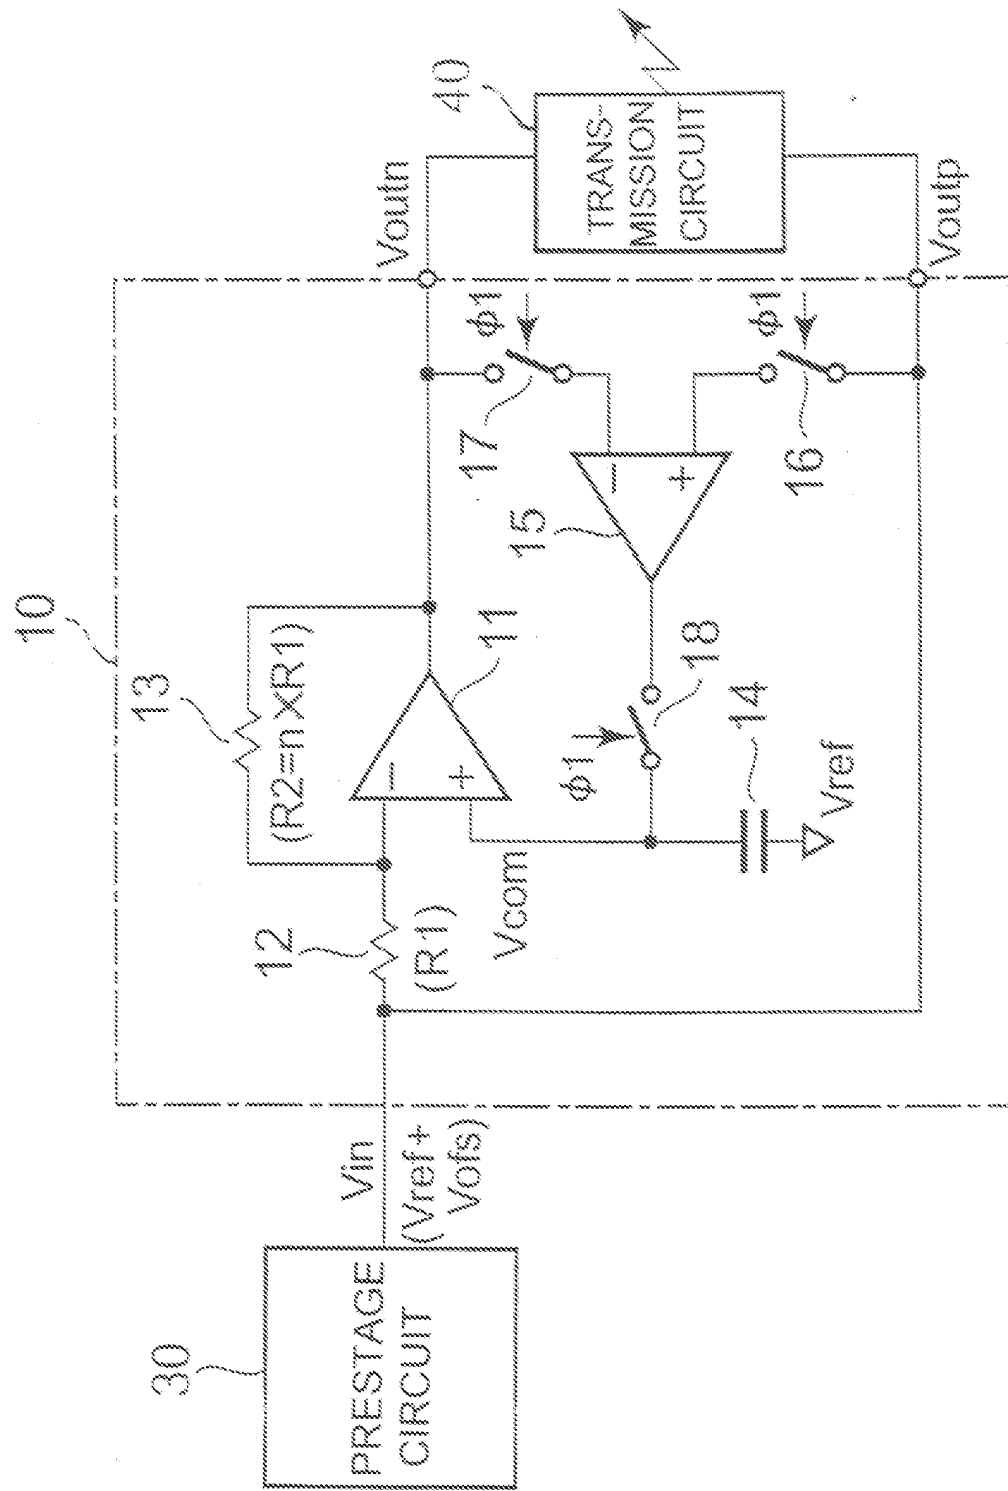 10
13
(R2=n×R1)
11
12
(R1)
Vcom
30
PRESTAGE
CIRCUIT
Vin
(Vref+
Vofs)
Voutn
40
TRANS-
MISSION
CIRCUIT
Voutp
ϕ1
17
ϕ1
16
15
−
+
−
+
ϕ1
18
14
Vref